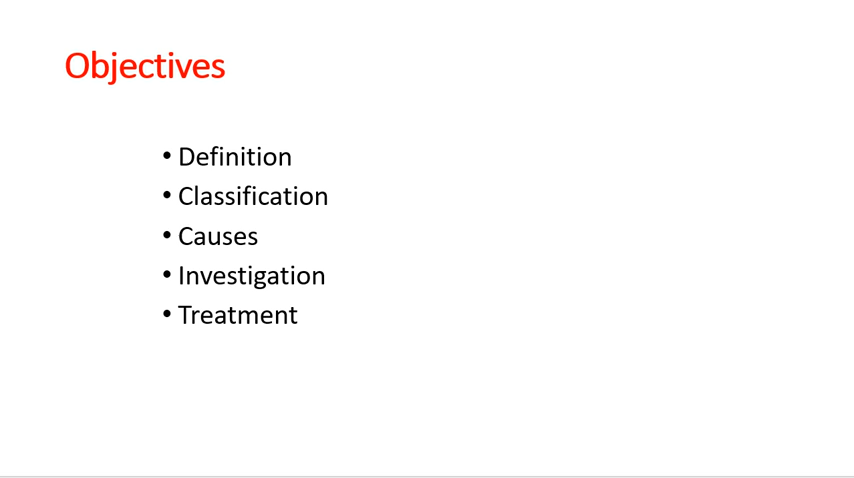 Objectives
• Definition
• Classification
• Causes
• Investigation
• Treatment